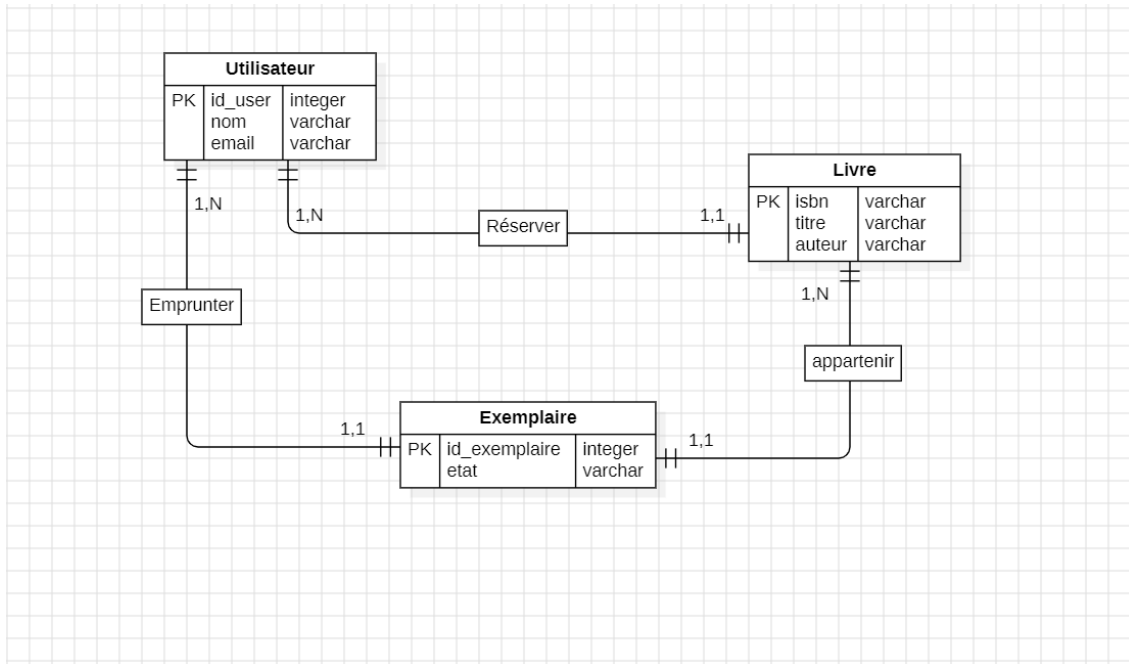 Utilisateur
PK id_user integer
nom varchar
email varchar
1,N
1,N
Réserver
1,1
Livre
PK isbn varchar
titre varchar
auteur varchar
1,N
Emprunter
appartenir
1,1
Exemplaire
PK id_exemplaire integer
etat varchar
1,1